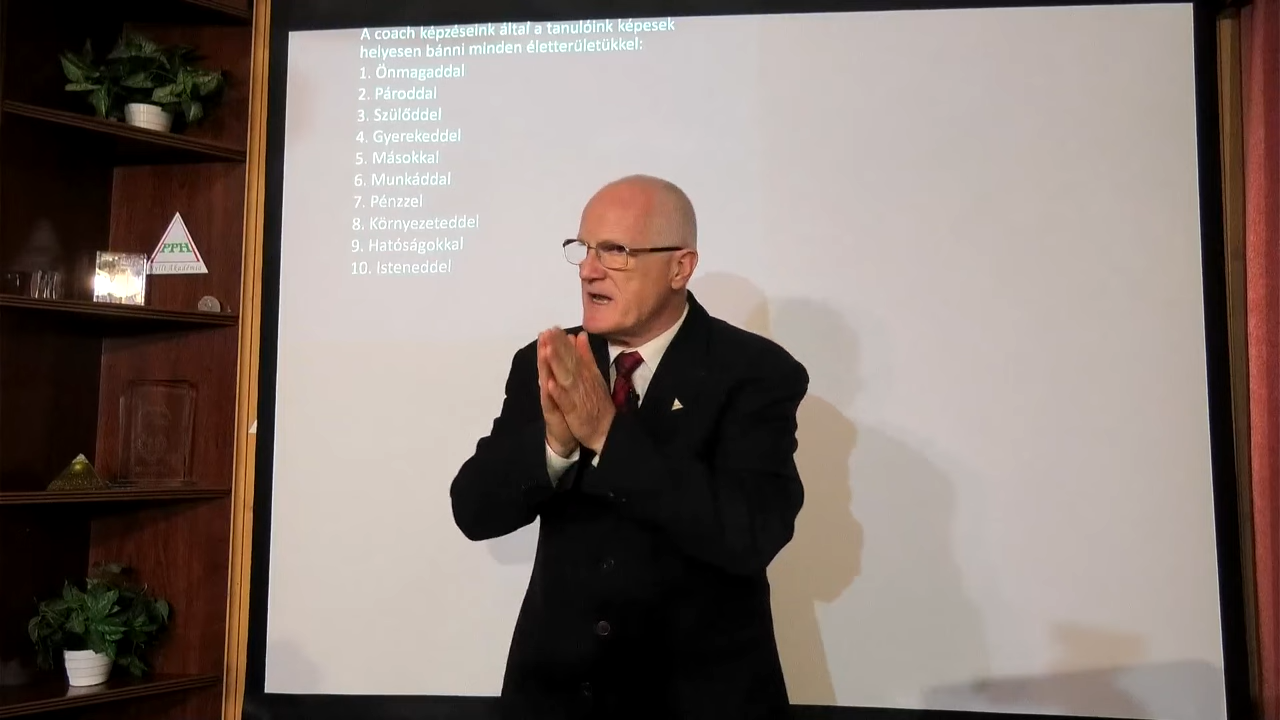 A coach képzéseink által a tanulóink képesek
helyesen bánni minden életterületükkel:
1. Önmagaddal
2. Pároddal
3. Szülőddel
4. Gyerekeddel
5. Másokkal
6. Munkáddal
7. Pénzzel
8. Környezeteddel
9. Hatóságokkal
10. Isteneddel
PPH